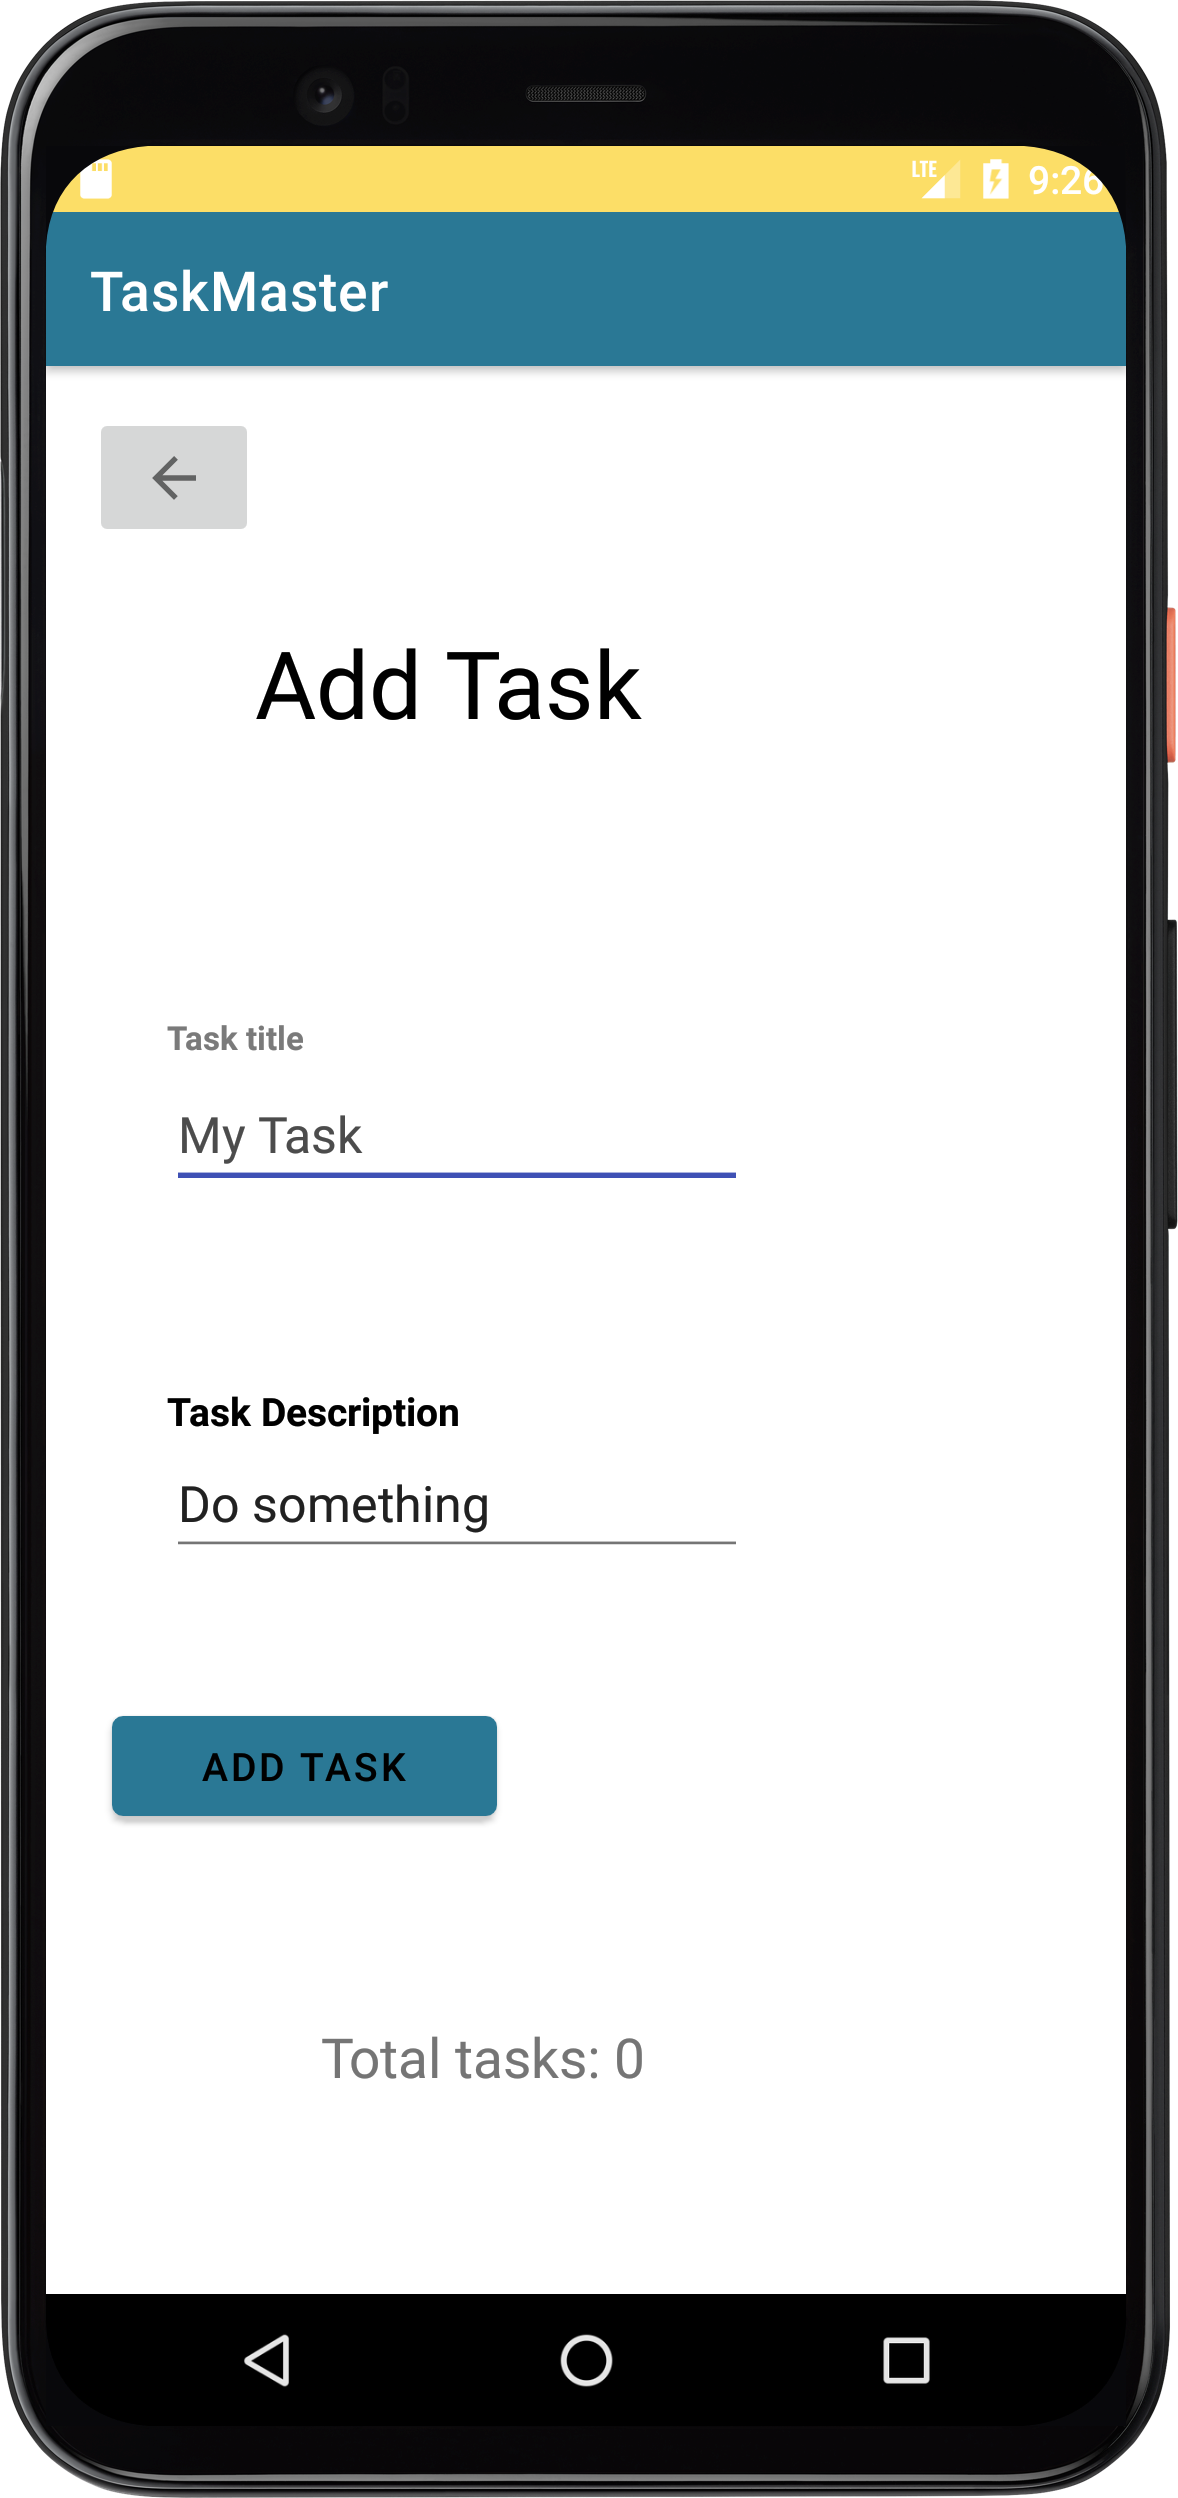 LTE 9:26
TaskMaster
Add Task
Task title
My Task
Task Description
Do something
ADD TASK
Total tasks: 0